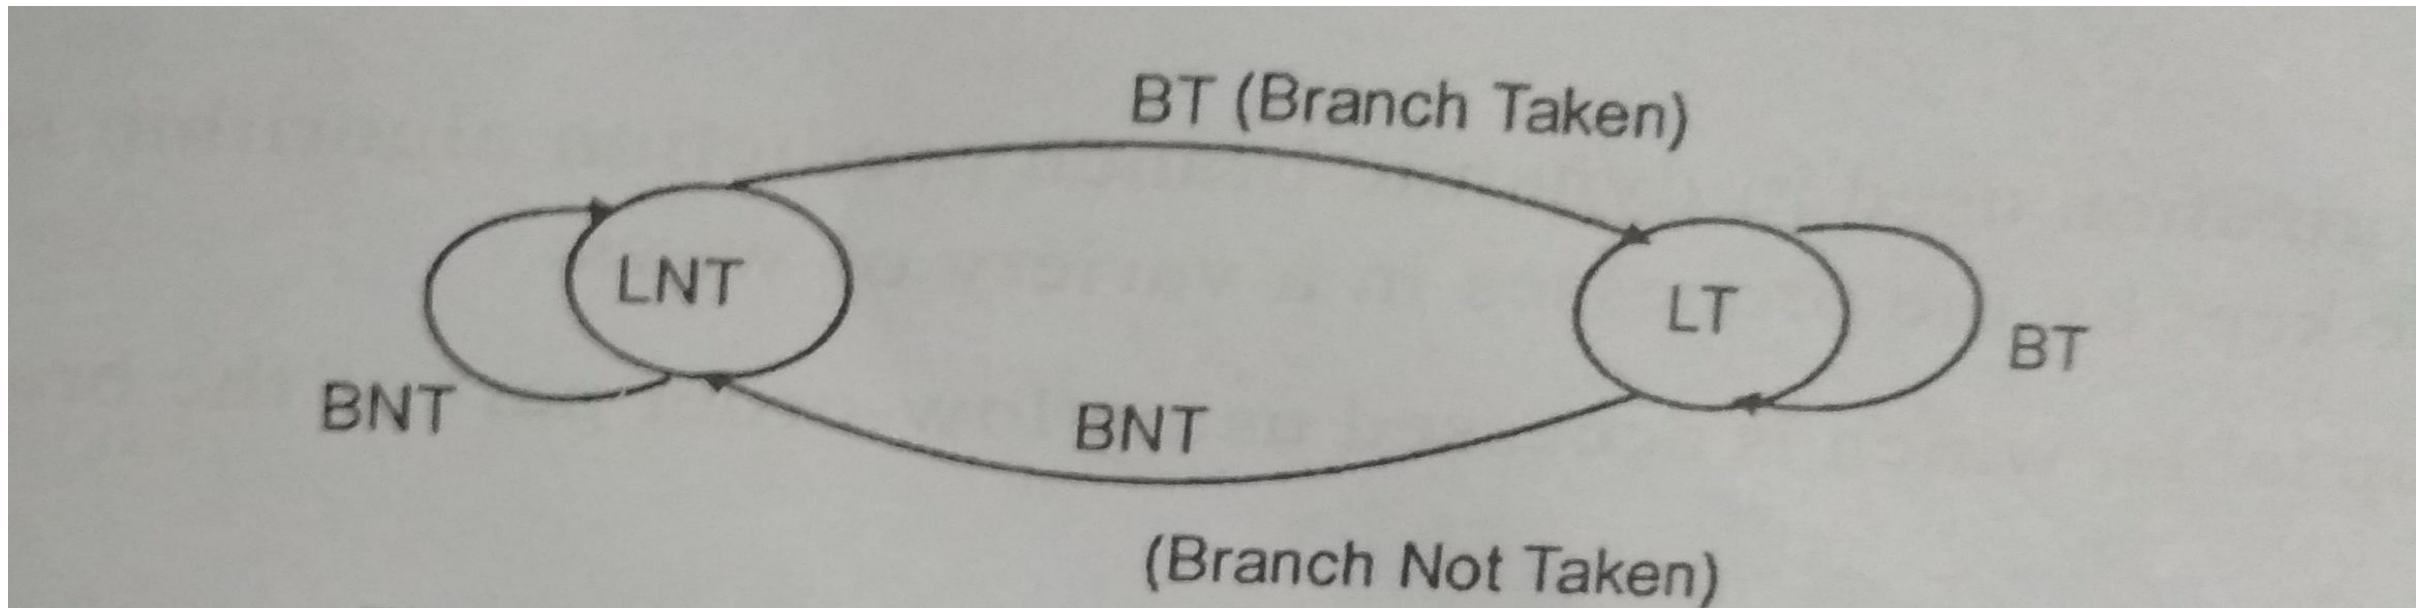 BT (Branch Taken)
LNT
LT
BT
BNT
BNT
(Branch Not Taken)